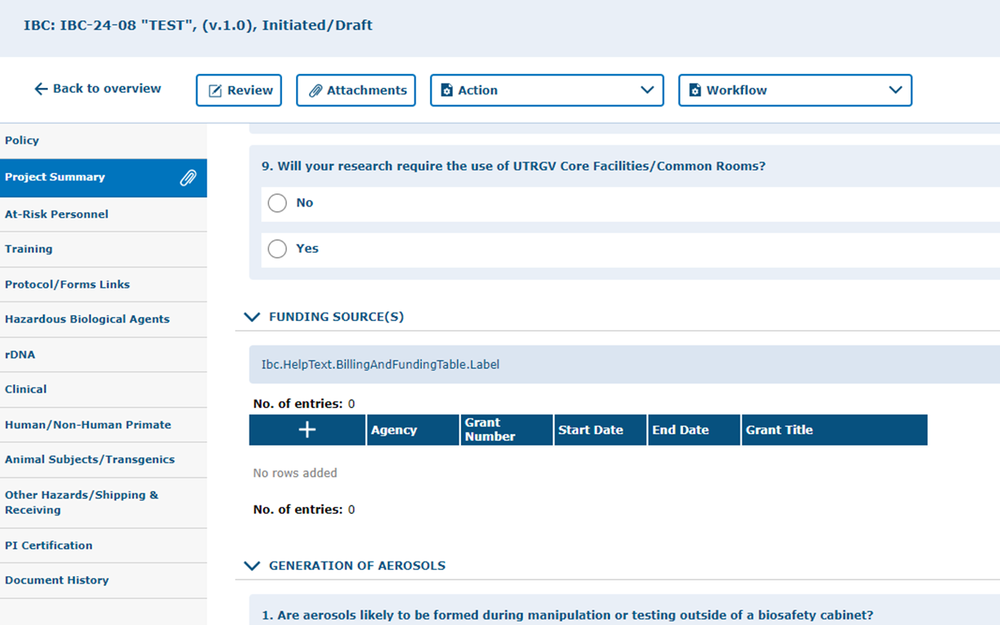 IBC: IBC-24-08 "TEST", (v.1.0), Initiated/Draft
Back to overview
Review
Attachments
Action
Workflow
Policy
Project Summary
At-Risk Personnel
Training
Protocol/Forms Links
Hazardous Biological Agents
rDNA
Clinical
Human/Non-Human Primate
Animal Subjects/Transgenics
Other Hazards/Shipping &
Receiving
PI Certification
Document History
9. Will your research require the use of UTRGV Core Facilities/Common Rooms?
No
Yes
FUNDING SOURCE(S)
Ibc.HelpText.BillingAndFundingTable.Label
No. of entries: 0
Agency
Grant
Number
Start Date
End Date
Grant Title
No rows added
No. of entries: 0
GENERATION OF AEROSOLS
1. Are aerosols likely to be formed during manipulation or testing outside of a biosafety cabinet?